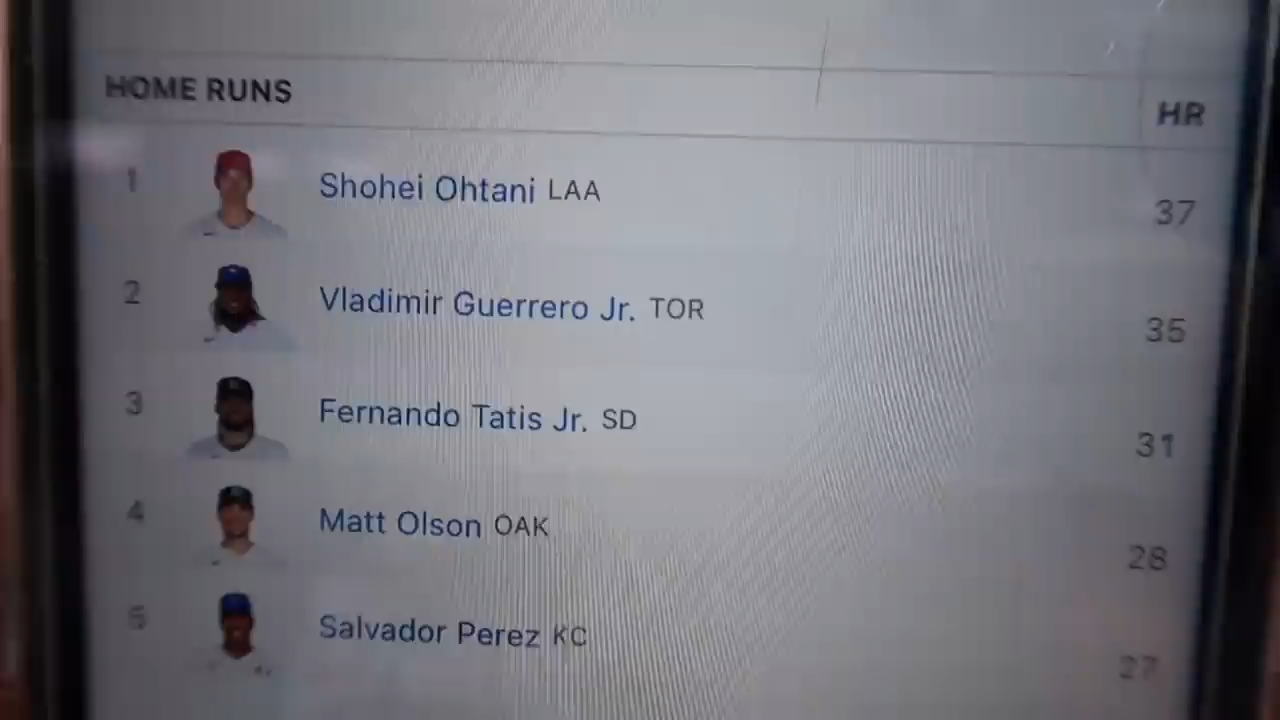 HOME RUNS HR
1 Shohei Ohtani LAA 37
2 Vladimir Guerrero Jr. TOR 35
3 Fernando Tatis Jr. SD 31
4 Matt Olson OAK 28
5 Salvador Perez KC 27